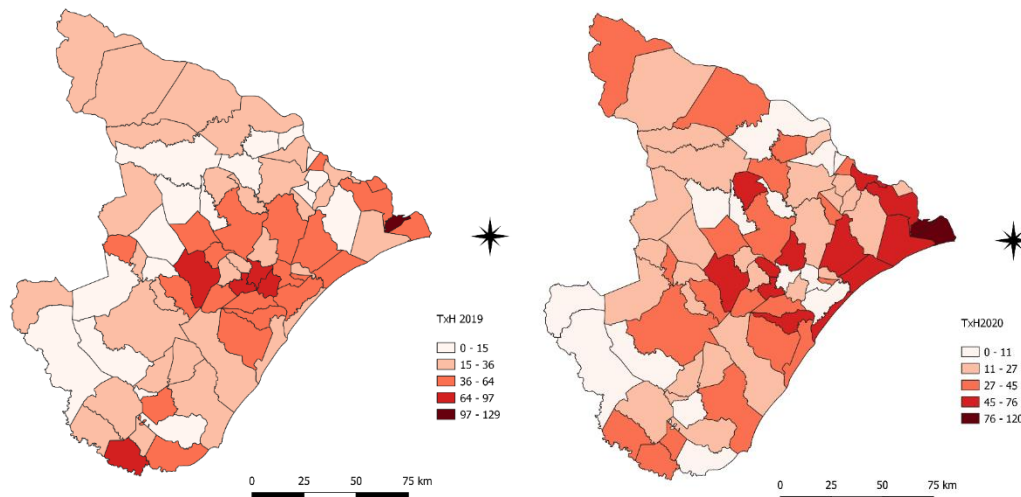 TxH 2019
0 - 15
15 - 36
36 - 64
64 - 97
97 - 129
0 25 50 75 km
TxH2020
0 - 11
11 - 27
27 - 45
45 - 76
76 - 120
0 25 50 75 km